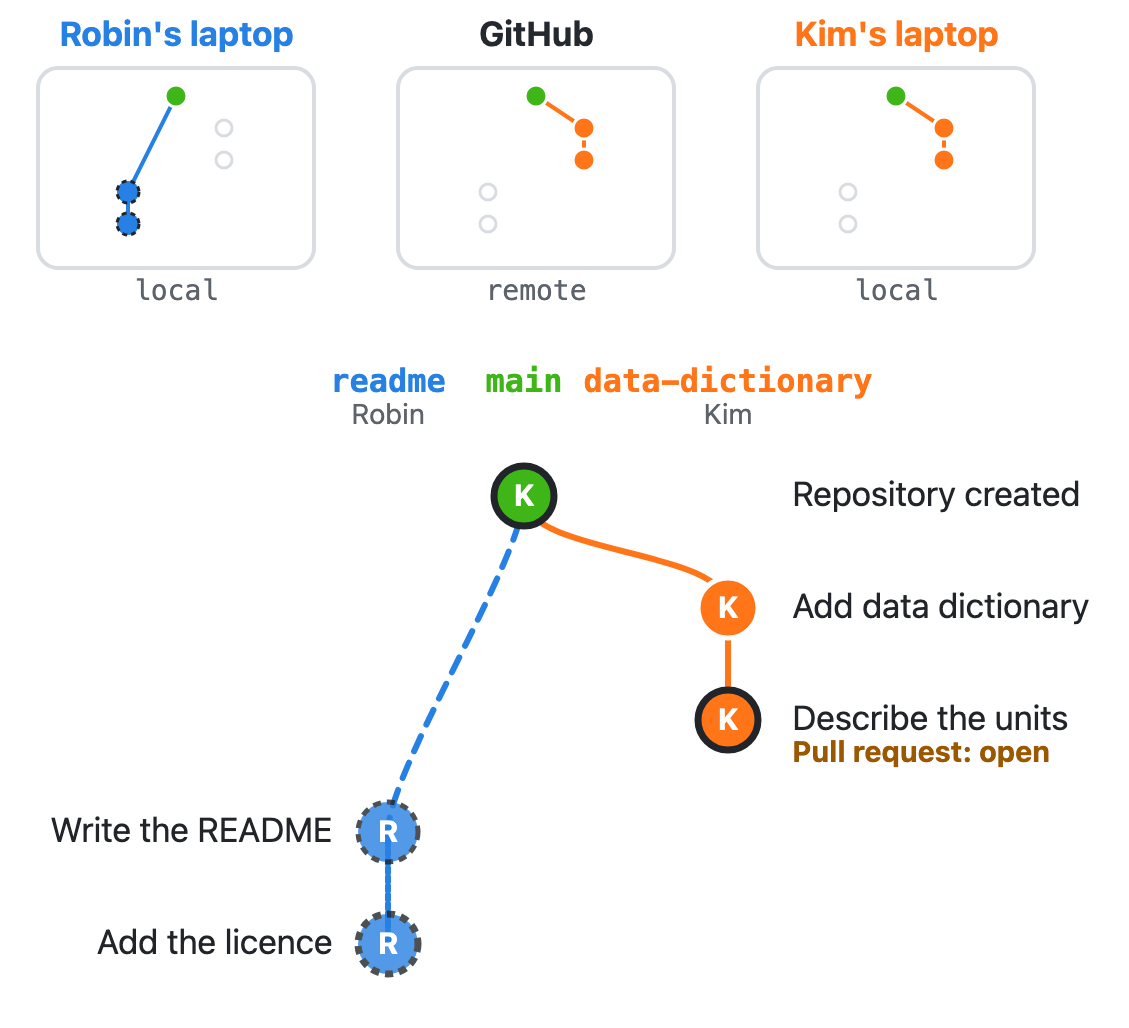 Robin's laptop
GitHub
Kim's laptop
local
remote
local
readme
main
data-dictionary
Robin
Kim
K
Repository created
K
Add data dictionary
K
Describe the units
Pull request: open
Write the README
R
Add the licence
R